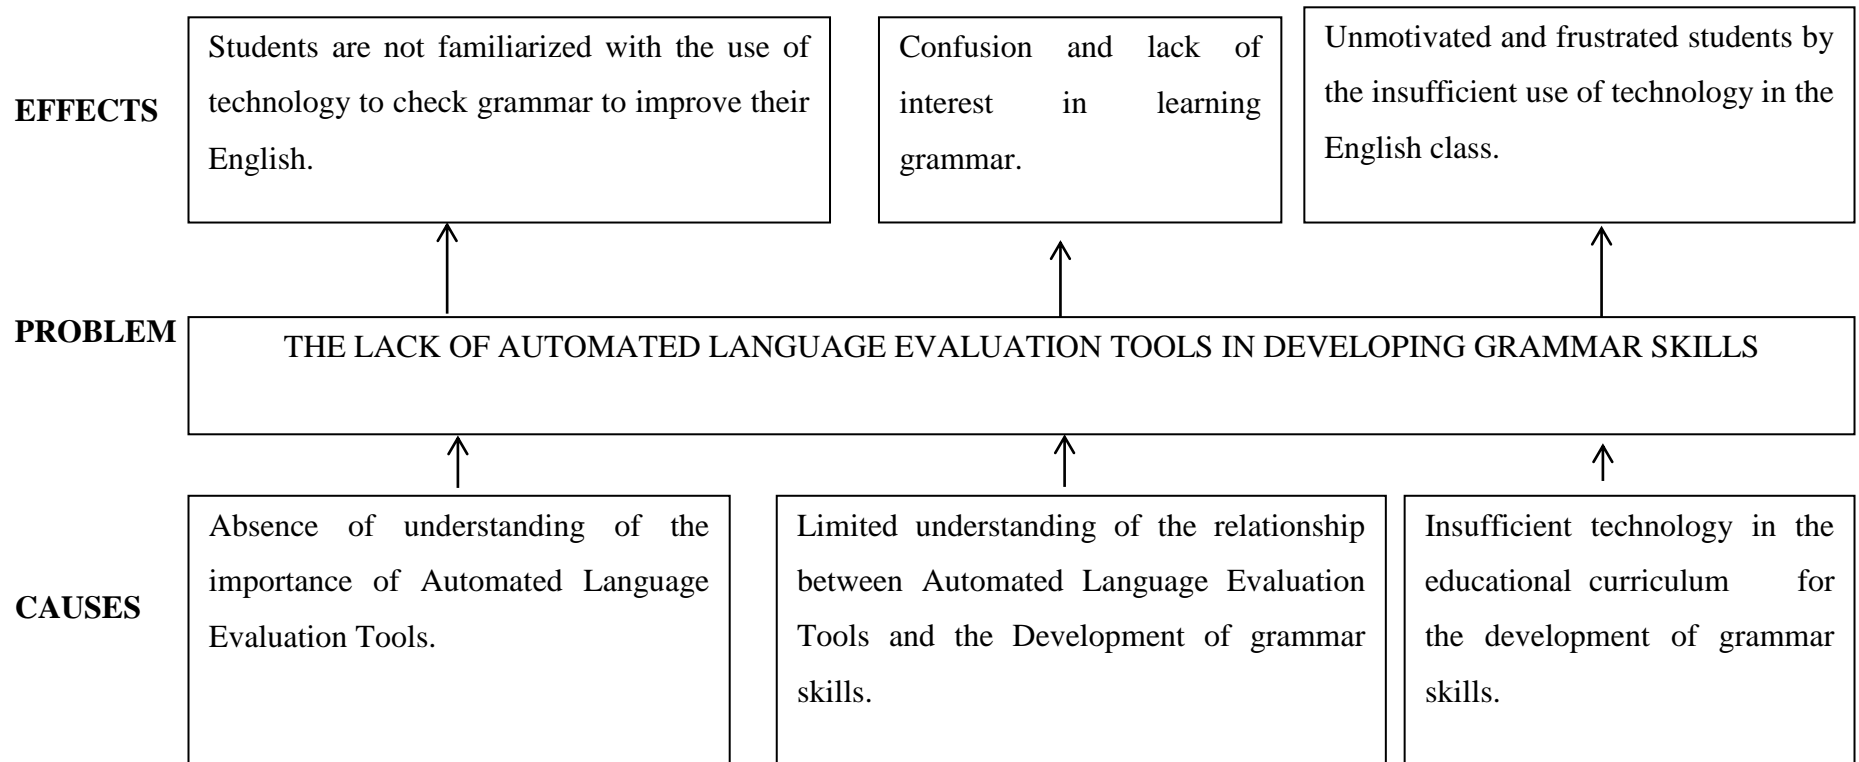 EFFECTS
Students are not familiarized with the use of
technology to check grammar to improve their
English.
Confusion and lack of
interest in learning
grammar.
Unmotivated and frustrated students by
the insufficient use of technology in the
English class.
PROBLEM
THE LACK OF AUTOMATED LANGUAGE EVALUATION TOOLS IN DEVELOPING GRAMMAR SKILLS
CAUSES
Absence of understanding of the
importance of Automated Language
Evaluation Tools.
Limited understanding of the relationship
between Automated Language Evaluation
Tools and the Development of grammar
skills.
Insufficient technology in the
educational curriculum for
the development of grammar
skills.